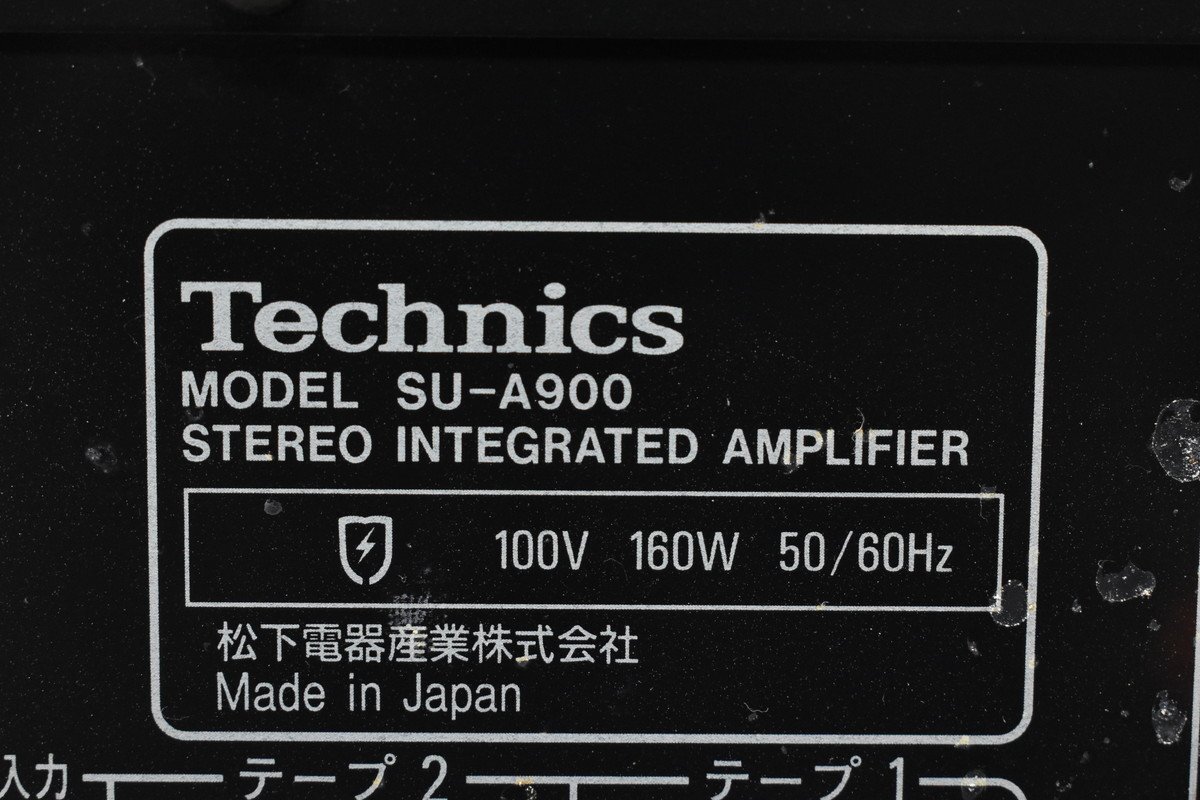 Technics
MODEL SU-A900
STEREO INTEGRATED AMPLIFIER
100V 160W 50/60Hz
松下電器産業株式会社
Made in Japan
入力 テープ 2 テープ 1